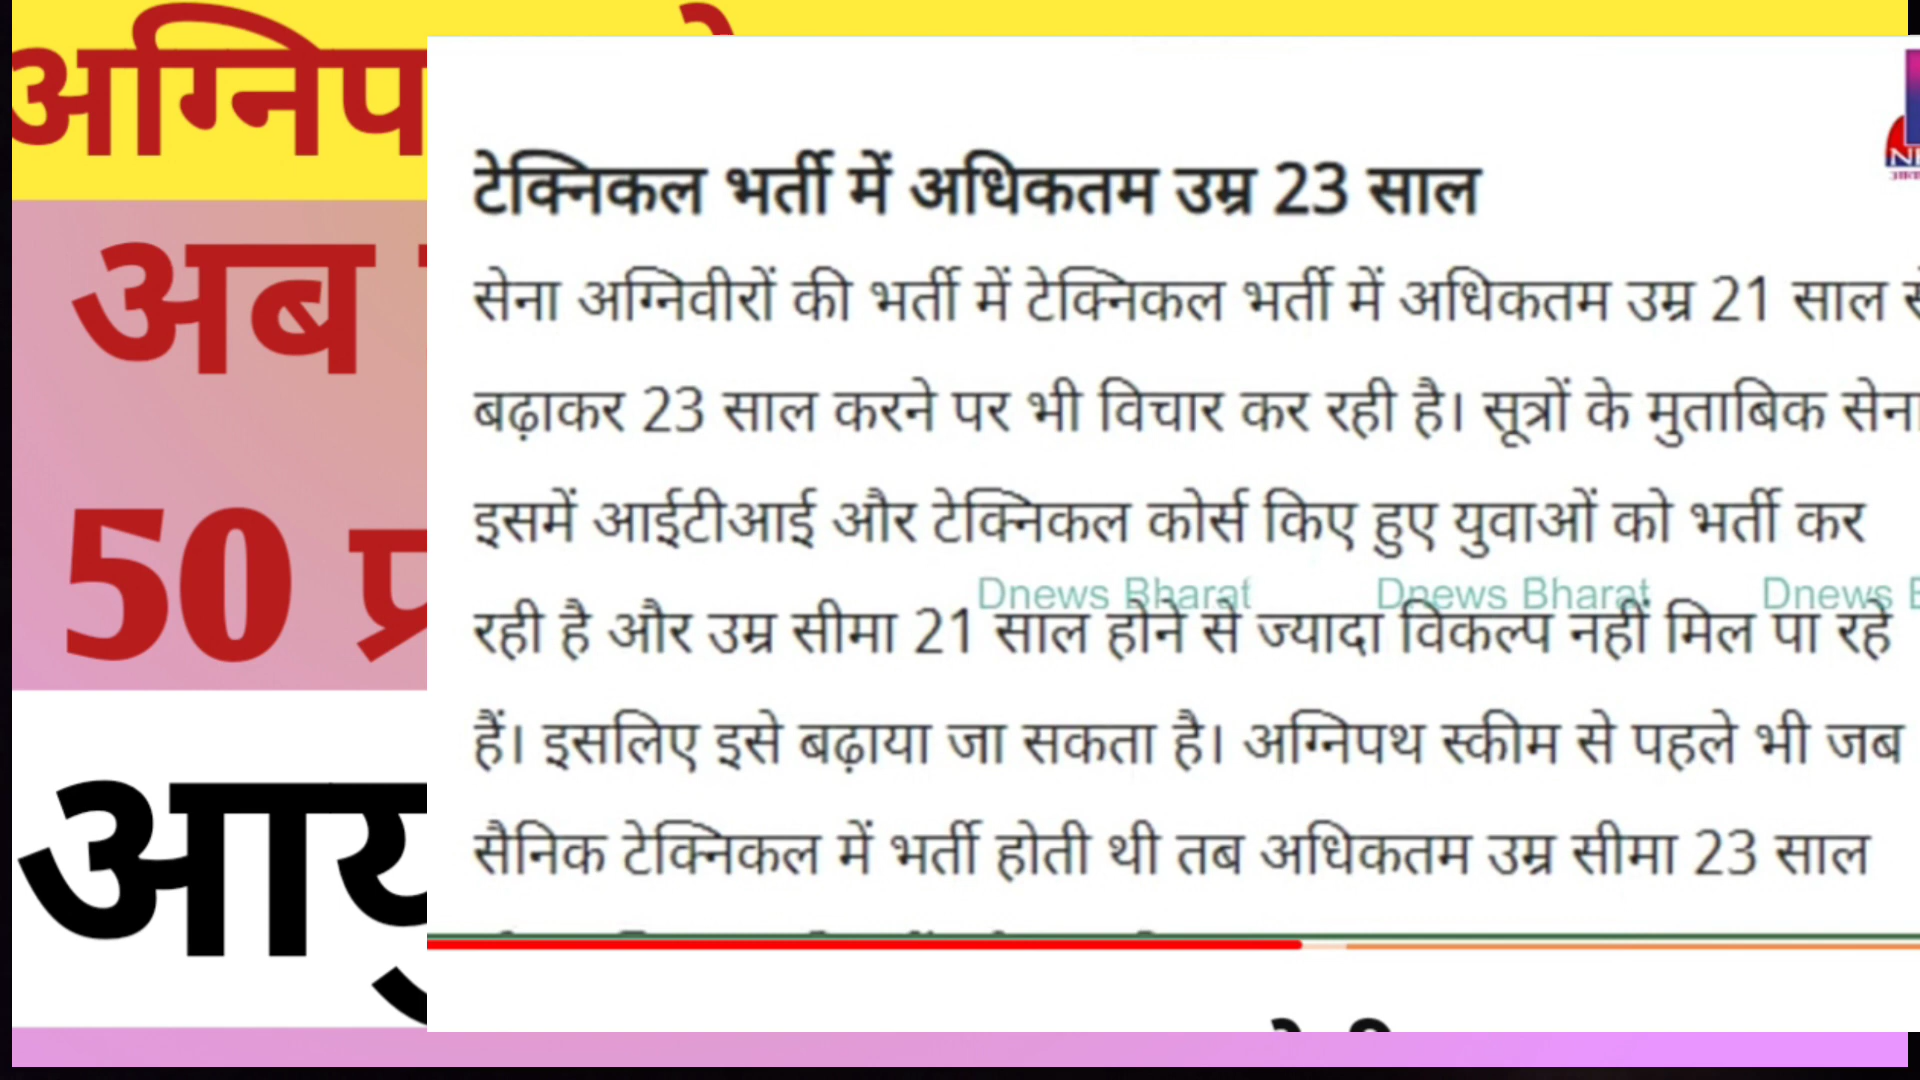 अग्निप
अब
50 प्र
आयु
टेक्निकल भर्ती में अधिकतम उम्र 23 साल
सेना अग्निवीरों की भर्ती में टेक्निकल भर्ती में अधिकतम उम्र 21 साल से
बढ़ाकर 23 साल करने पर भी विचार कर रही है। सूत्रों के मुताबिक सेना
इसमें आईटीआई और टेक्निकल कोर्स किए हुए युवाओं को भर्ती कर
Dnews Bharat Dnews Bharat Dnews B
रही है और उम्र सीमा 21 साल होने से ज्यादा विकल्प नहीं मिल पा रहे
हैं। इसलिए इसे बढ़ाया जा सकता है। अग्निपथ स्कीम से पहले भी जब
सैनिक टेक्निकल में भर्ती होती थी तब अधिकतम उम्र सीमा 23 साल